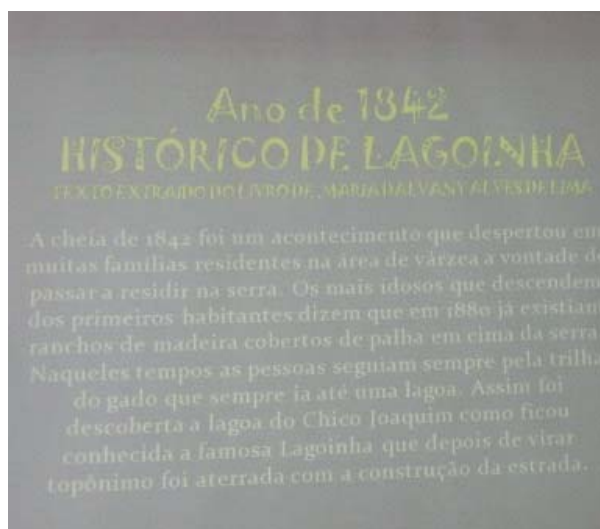 Ano de 1842
HISTÓRICO DE LAGOINHA
TEXTO EXTRAIDO DO LIVRO DE, MARIA DALVANY ALVES DE LIMA
A cheia de 1842 foi um acontecimento que despertou em
muitas famílias residentes na área de várzea a vontade de
passar a residir na serra. Os mais idosos que descendem
dos primeiros habitantes dizem que em 1880 já existiam
ranchos de madeira cobertos de palha em cima da serra.
Naqueles tempos as pessoas seguiam sempre pela trilha
do gado que sempre ia até uma lagoa. Assim foi
descoberta a lagoa do Chico Joaquim como ficou
conhecida a famosa Lagoinha que depois de virar
topônimo foi aterrada com a construção da estrada...